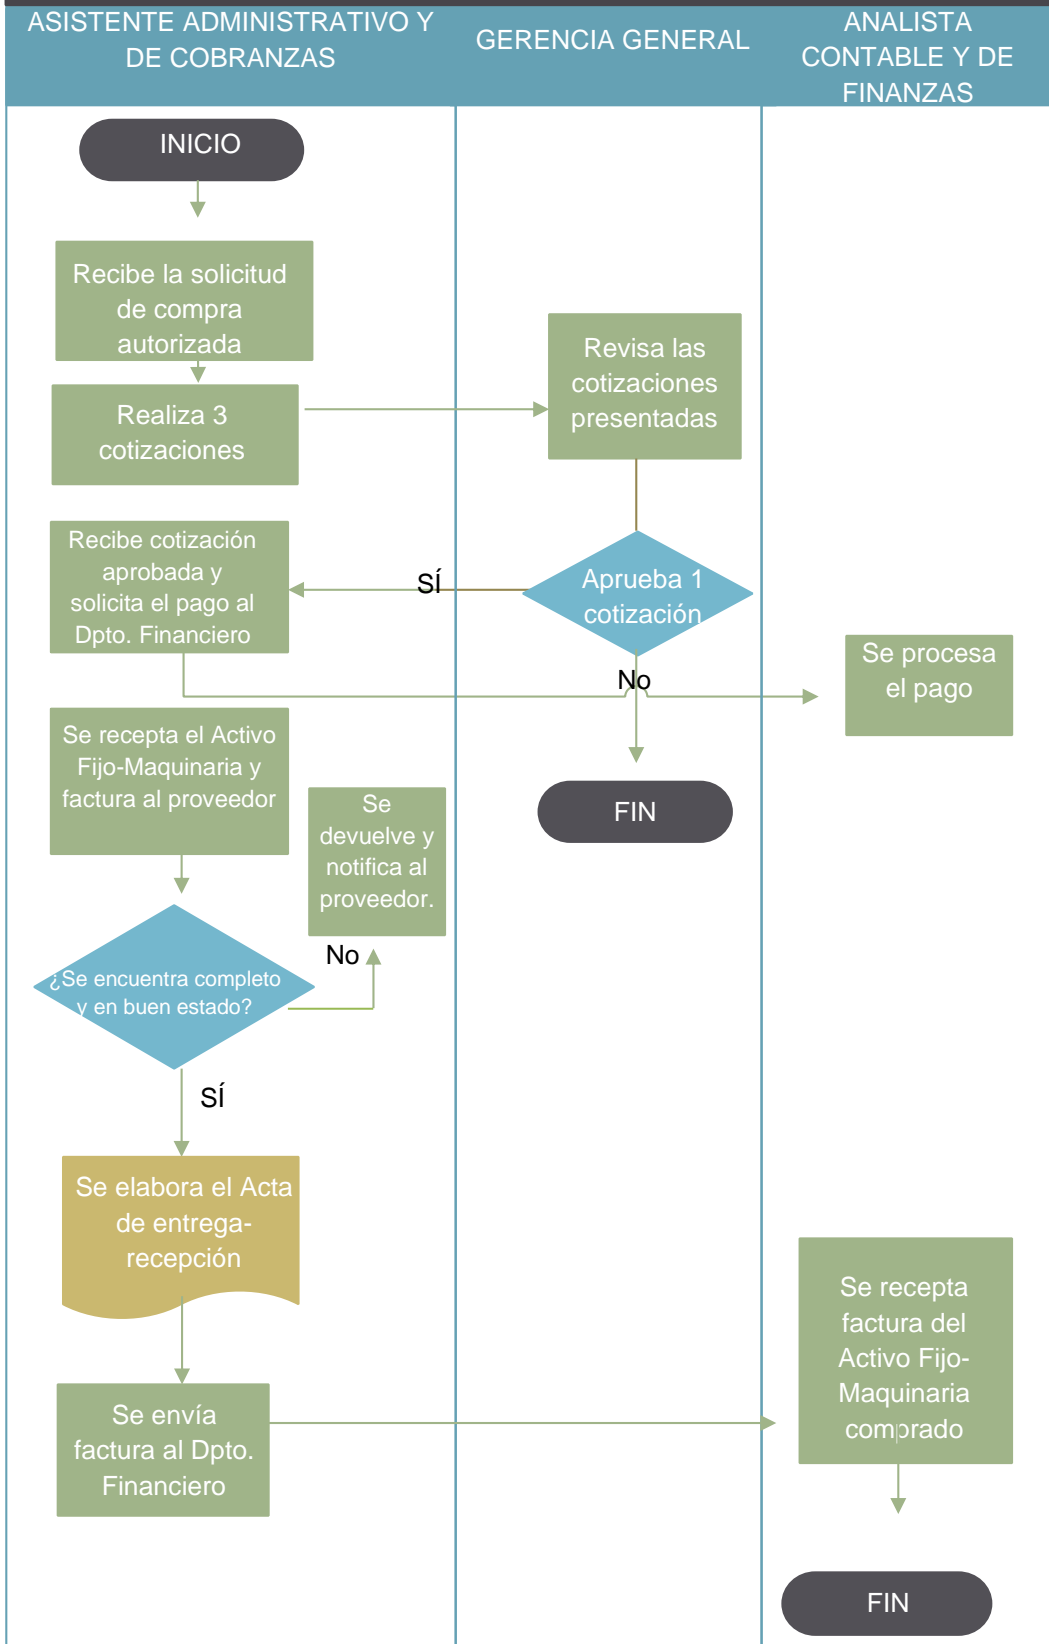 ASISTENTE ADMINISTRATIVO Y
DE COBRANZAS
GERENCIA GENERAL
ANALISTA
CONTABLE Y DE
FINANZAS
INICIO
Recibe la solicitud
de compra
autorizada
Realiza 3
cotizaciones
Revisa las
cotizaciones
presentadas
Recibe cotización
aprobada y
solicita el pago al
Dpto. Financiero
SÍ
Aprueba 1
cotización
No
Se procesa
el pago
Se recepta el Activo
Fijo-Maquinaria y
factura al proveedor
Se
devuelve y
notifica al
proveedor.
FIN
No
¿Se encuentra completo
y en buen estado?
SÍ
Se elabora el Acta
de entrega-
recepción
Se envía
factura al Dpto.
Financiero
Se recepta
factura del
Activo Fijo-
Maquinaria
comprado
FIN